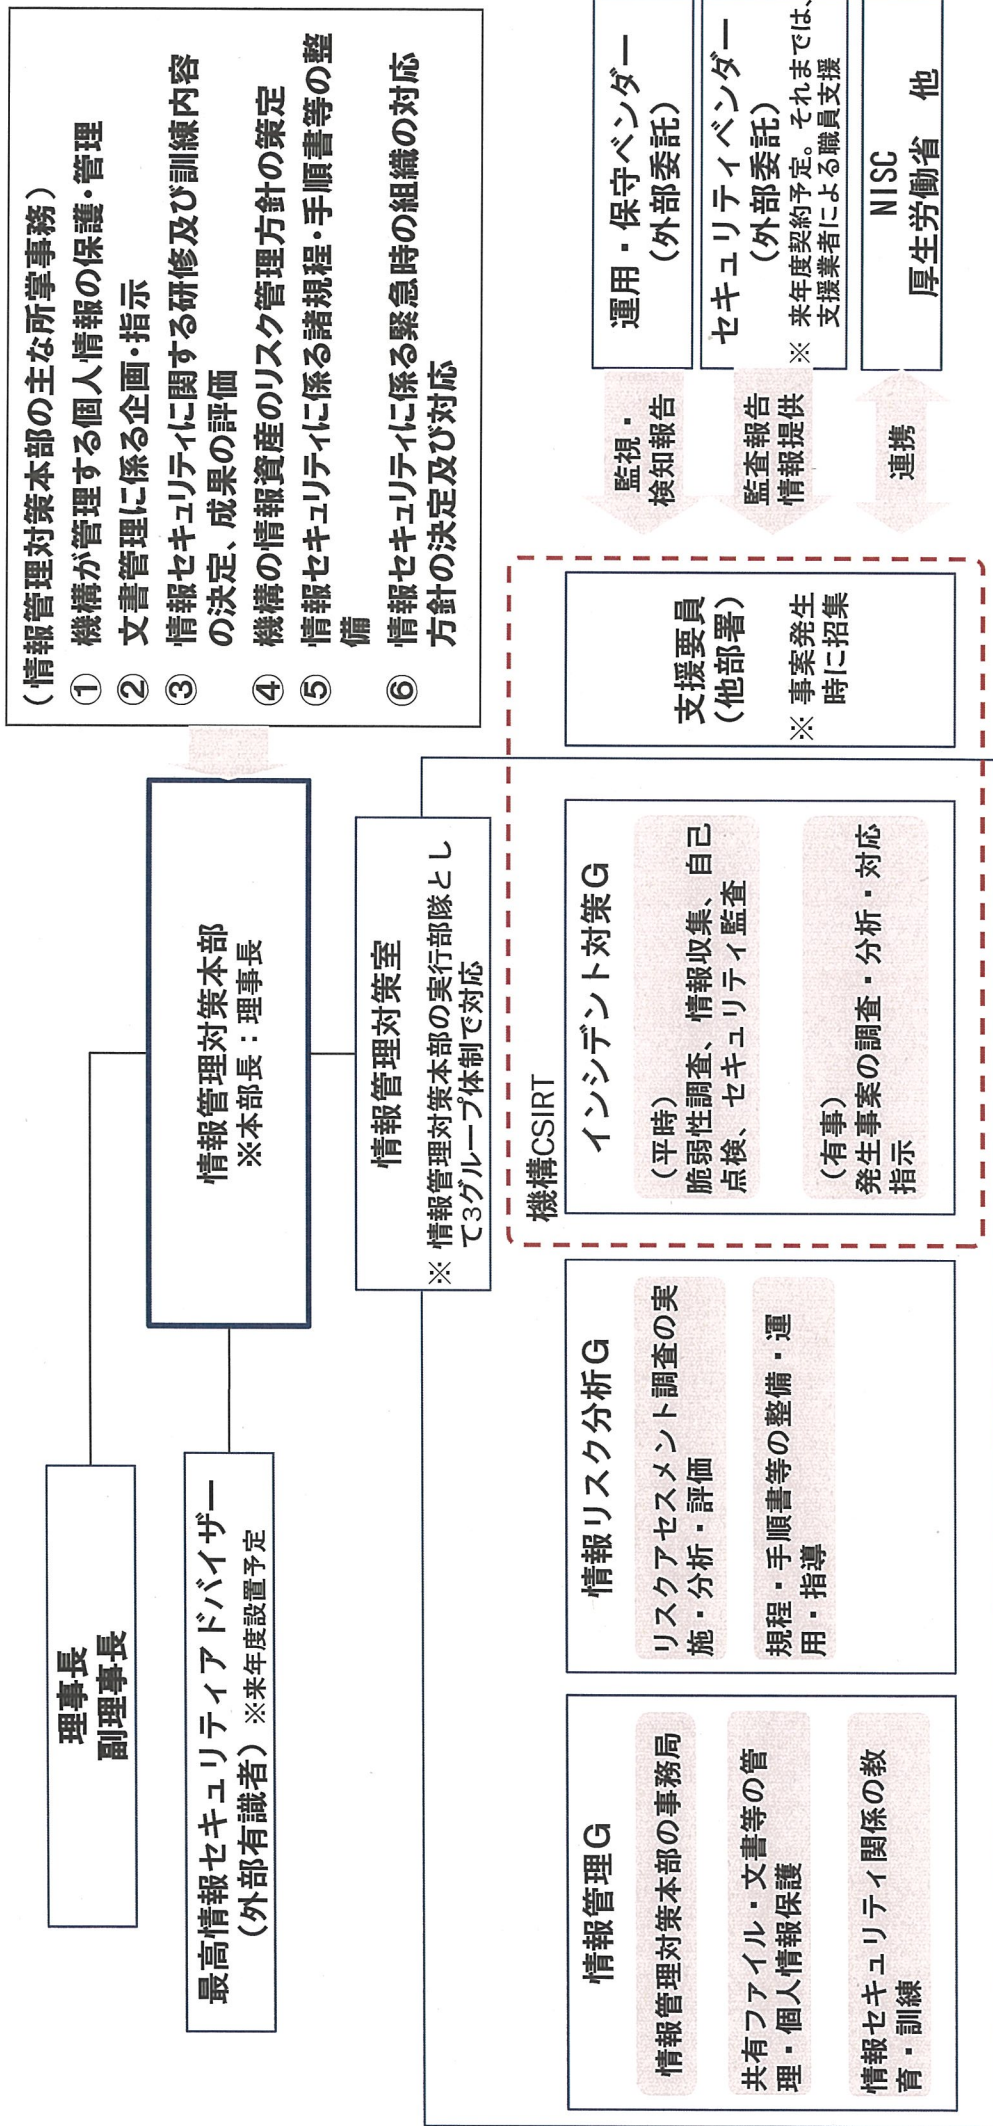 理事長
副理事長
最高情報セキュリティアドバイザー
(外部有識者) ※来年度設置予定
情報管理対策本部
※本部長:理事長
(情報管理対策本部の主な所掌事務)
① 機構が管理する個人情報の保護・管理
② 文書管理に係る企画・指示
③ 情報セキュリティに関する研修及び訓練内容
の決定、成果の評価
④ 機構の情報資産のリスク管理方針の策定
⑤ 情報セキュリティに係る諸規程・手順書等の整
備
⑥ 情報セキュリティに係る緊急時の組織の対応
方針の決定及び対応
情報管理対策室
※ 情報管理対策本部の実行部隊とし
て3グループ体制で対応
情報管理G
情報管理対策本部の事務局
共有ファイル・文書等の管
理・個人情報保護
情報セキュリティ関係の教
育・訓練
情報リスク分析G
リスクアセスメント調査の実
施・分析・評価
規程・手順書等の整備・運
用・指導
機構CSIRT
インシデント対策G
(平時)
脆弱性調査、情報収集、自己
点検、セキュリティ監査
(有事)
発生事案の調査・分析・対応
指示
支援要員
(他部署)
※ 事案発生
時に招集
監視・
検知報告
監査報告
情報提供
連携
運用・保守ベンダー
(外部委託)
セキュリティベンダー
(外部委託)
※ 来年度契約予定。それまでは、
支援業者による職員支援
NISC
厚生労働省 他